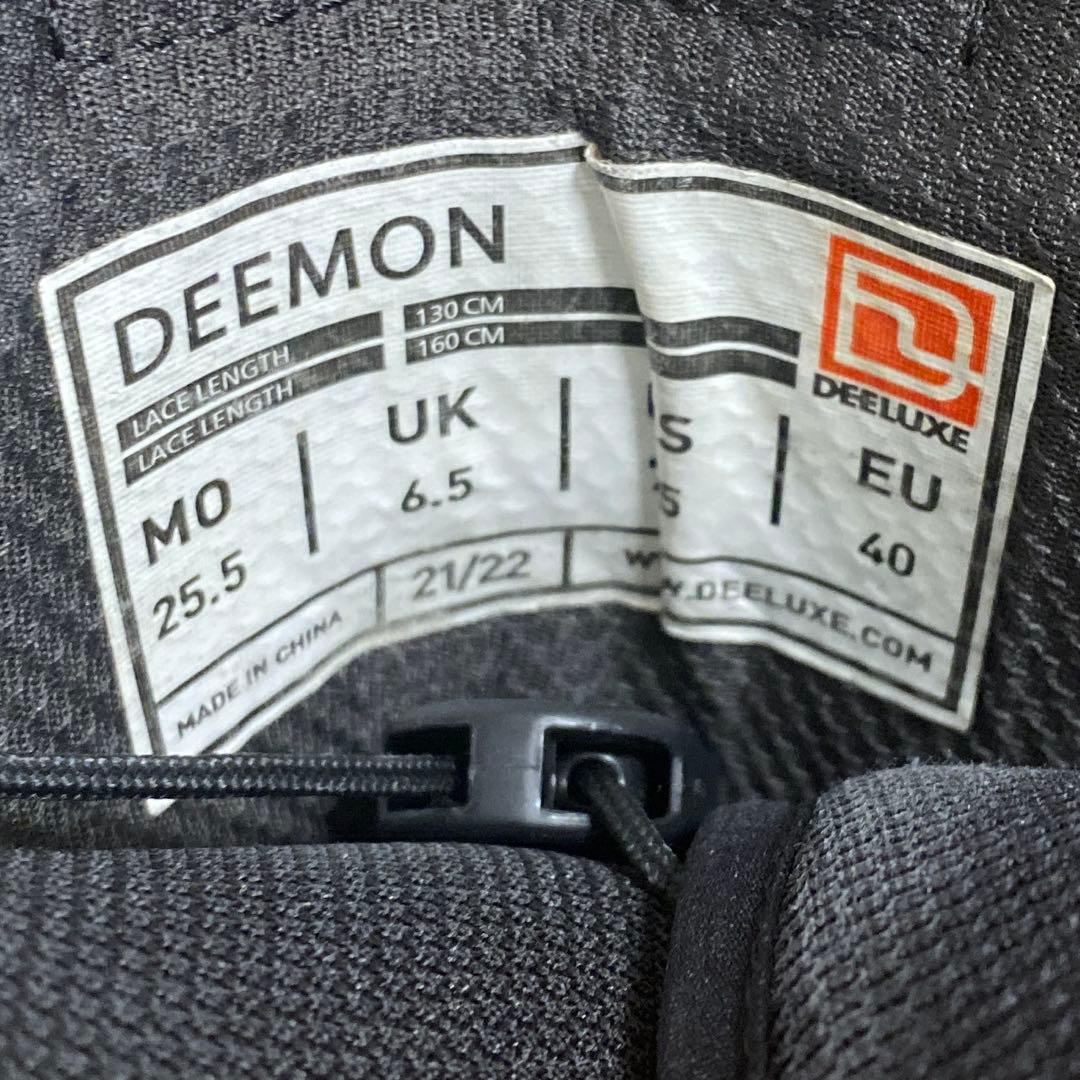 DEEMON
LACE LENGTH 130 CM
LACE LENGTH 160 CM
DEELUXE
MO UK S EU
25.5 6.5 5 40
MADE IN CHINA 21/22 W.DEELUXE.COM